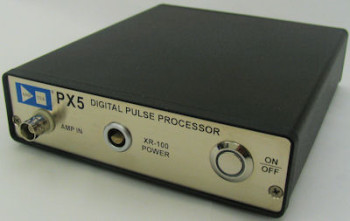 PX5 DIGITAL PULSE PROCESSOR
AMP IN
XR-100
POWER
ON
OFF